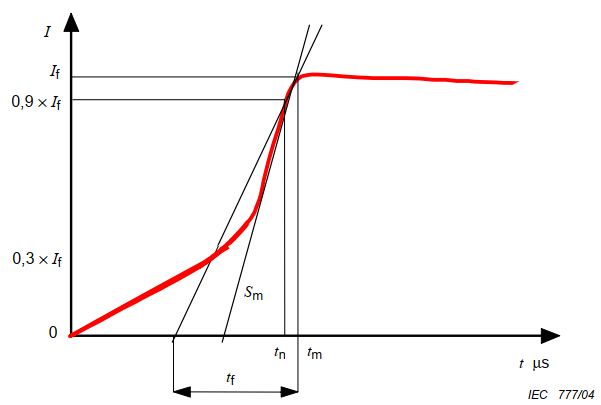 I
If
0,9 × If
0,3 × If
Sm
0
tn
tm
t μs
tf
IEC 777/04